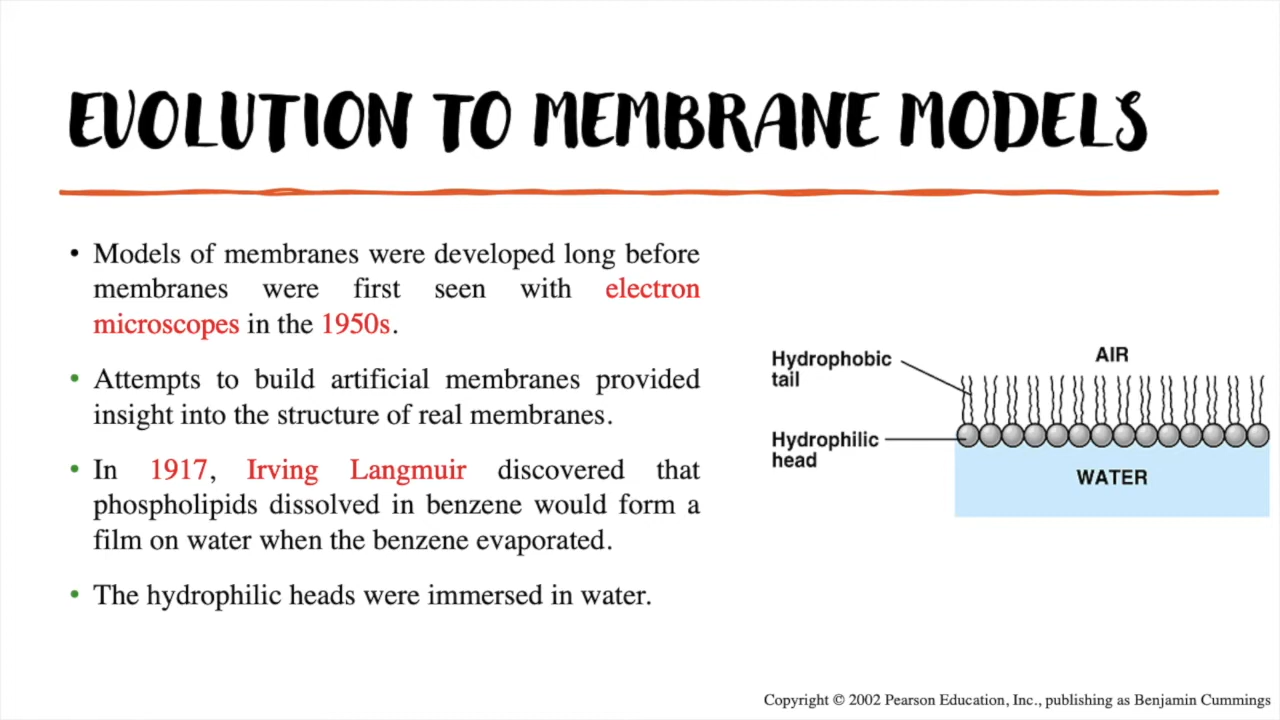 EVOLUTION TO MEMBRANE MODELS
• Models of membranes were developed long before
membranes were first seen with electron
microscopes in the 1950s.
• Attempts to build artificial membranes provided
insight into the structure of real membranes.
• In 1917, Irving Langmuir discovered that
phospholipids dissolved in benzene would form a
film on water when the benzene evaporated.
• The hydrophilic heads were immersed in water.
Hydrophobic
tail
AIR
Hydrophilic
head
WATER
Copyright © 2002 Pearson Education, Inc., publishing as Benjamin Cummings